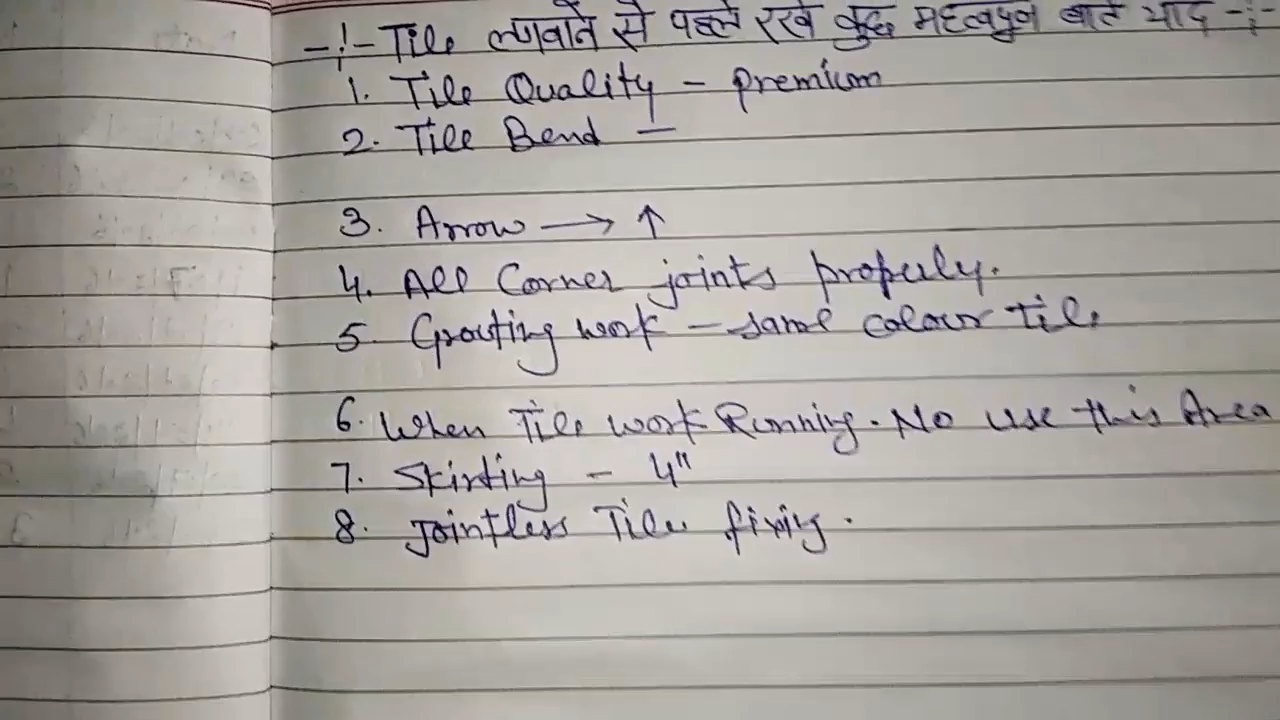 -:- Tile लगवाने से पहले रखे कुछ महत्वपूर्ण बातें याद -:-
1. Tile Quality - premium
2. Tile Bend -
3. Arrow → ↑
4. All Corner joints properly.
5. Grouting work - same colour tile
6. When Tile work Running. No use this Area
7. Skirting - 4"
8. Jointless Tile fixing.